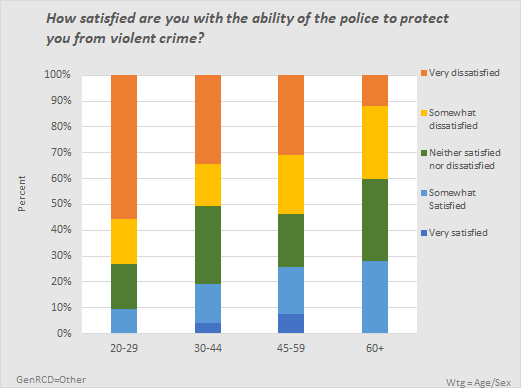 How satisfied are you with the ability of the police to protect
you from violent crime?
100%
90%
80%
70%
60%
50%
40%
30%
20%
10%
0%
Percent
20-29
30-44
45-59
60+
Very dissatisfied
Somewhat
dissatisfied
Neither satisfied
nor dissatisfied
Somewhat
Satisfied
Very satisfied
GenRCD=Other
Wtg = Age/Sex